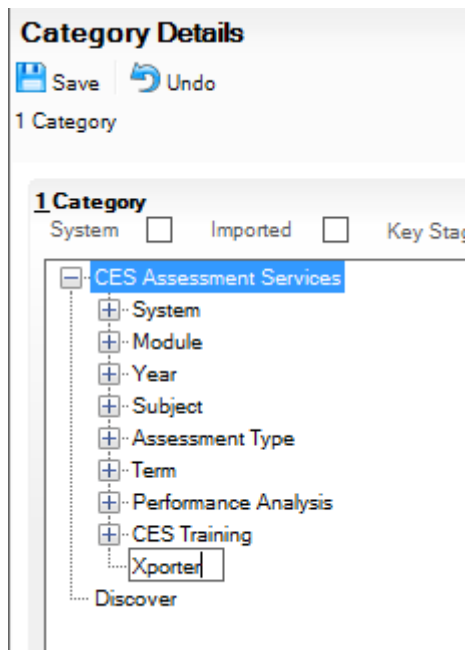 Category Details
Save Undo
1 Category
1 Category
System Imported Key Stag
CES Assessment Services
System
Module
Year
Subject
Assessment Type
Term
Performance Analysis
CES Training
Xporter
Discover